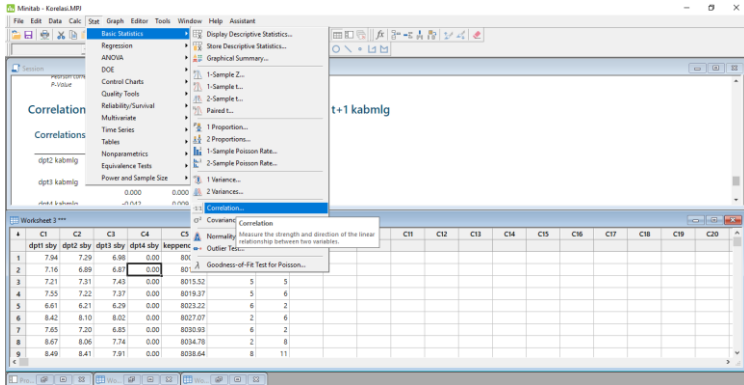 Minitab - Korelasi.MPJ
File Edit Data Calc Stat Graph Editor Tools Window Help Assistant
Basic Statistics
Regression
ANOVA
DOE
Control Charts
Quality Tools
Reliability/Survival
Multivariate
Time Series
Tables
Nonparametrics
Equivalence Tests
Power and Sample Size
Display Descriptive Statistics...
Store Descriptive Statistics...
Graphical Summary...
1-Sample Z...
1-Sample t...
2-Sample t...
Paired t...
1 Proportion...
2 Proportions...
1-Sample Poisson Rate...
2-Sample Poisson Rate...
1 Variance...
2 Variances...
Correlation...
Covarianc
Normality
Outlier Test...
Goodness-of-Fit Test for Poisson...
Correlation
Measure the strength and direction of the linear
relationship between two variables.
Session
P-Value
Correlation t+1 kabmlg
Correlations
dpt2 kabmlg
dpt3 kabmlg
0.000 0.000
dpt4 kabmlg -0.042 0.009
Worksheet 3 ***
C1 C2 C3 C4 C5 C11 C12 C13 C14 C15 C16 C17 C18 C19 C20
dpt1 sby dpt2 sby dpt3 sby dpt4 sby keppend
1 7.94 7.29 6.98 0.00 800
2 7.16 6.89 6.87 0.00 801
3 7.21 7.31 7.43 0.00 8015.52 5 5
4 7.55 7.22 7.37 0.00 8019.37 5 6
5 6.61 6.21 6.29 0.00 8023.22 6 2
6 8.42 8.10 8.02 0.00 8027.07 2 6
7 7.65 7.20 6.85 0.00 8030.93 6 2
8 8.67 8.06 7.74 0.00 8034.78 2 8
9 8.49 8.41 7.91 0.00 8038.64 8 11
Wo... Wo...